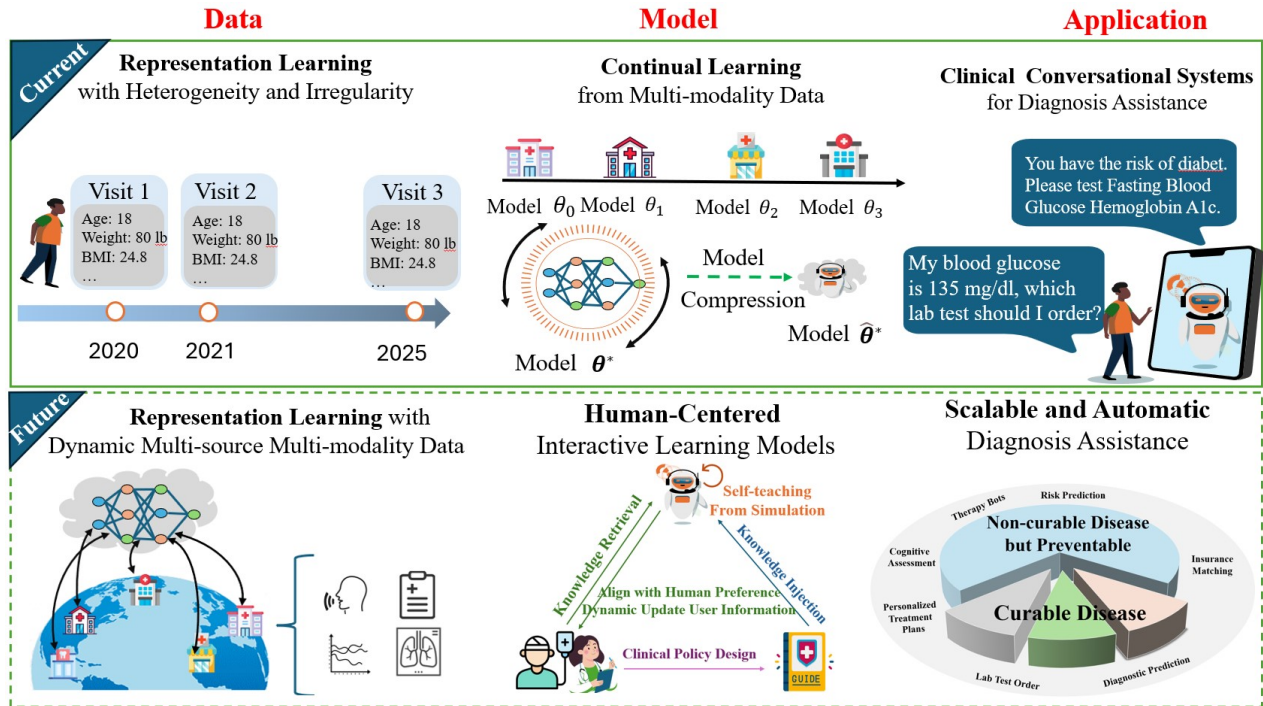 Data
Model
Application
Current
Representation Learning
with Heterogeneity and Irregularity
Visit 1
Age: 18
Weight: 80 lb
BMI: 24.8
...
Visit 2
Age: 18
Weight: 80 lb
BMI: 24.8
...
Visit 3
Age: 18
Weight: 80 lb
BMI: 24.8
...
2020
2021
2025
Continual Learning
from Multi-modality Data
Model θ₀
Model θ₁
Model θ₂
Model θ₃
Model
Compression
Model θ*
Model θ̂*
Clinical Conversational Systems
for Diagnosis Assistance
You have the risk of diabet.
Please test Fasting Blood
Glucose Hemoglobin A1c.
My blood glucose
is 135 mg/dl, which
lab test should I order?
Future
Representation Learning with
Dynamic Multi-source Multi-modality Data
...
Human-Centered
Interactive Learning Models
Self-teaching
From Simulation
Knowledge Retrieval
Knowledge Injection
Align with Human Preference
Dynamic Update User Information
Clinical Policy Design
GUIDE
Scalable and Automatic
Diagnosis Assistance
Therapy Bots
Risk Prediction
Non-curable Disease
but Preventable
Cognitive
Assessment
Insurance
Matching
Personalized
Treatment
Plans
Curable Disease
Lab Test Order
Diagnostic Prediction